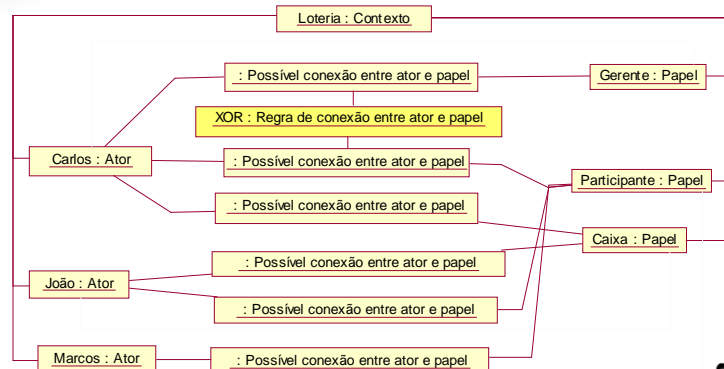 Loteria : Contexto
: Possível conexão entre ator e papel
Gerente : Papel
XOR : Regra de conexão entre ator e papel
Carlos : Ator
: Possível conexão entre ator e papel
Participante : Papel
: Possível conexão entre ator e papel
Caixa : Papel
: Possível conexão entre ator e papel
João : Ator
: Possível conexão entre ator e papel
Marcos : Ator
: Possível conexão entre ator e papel